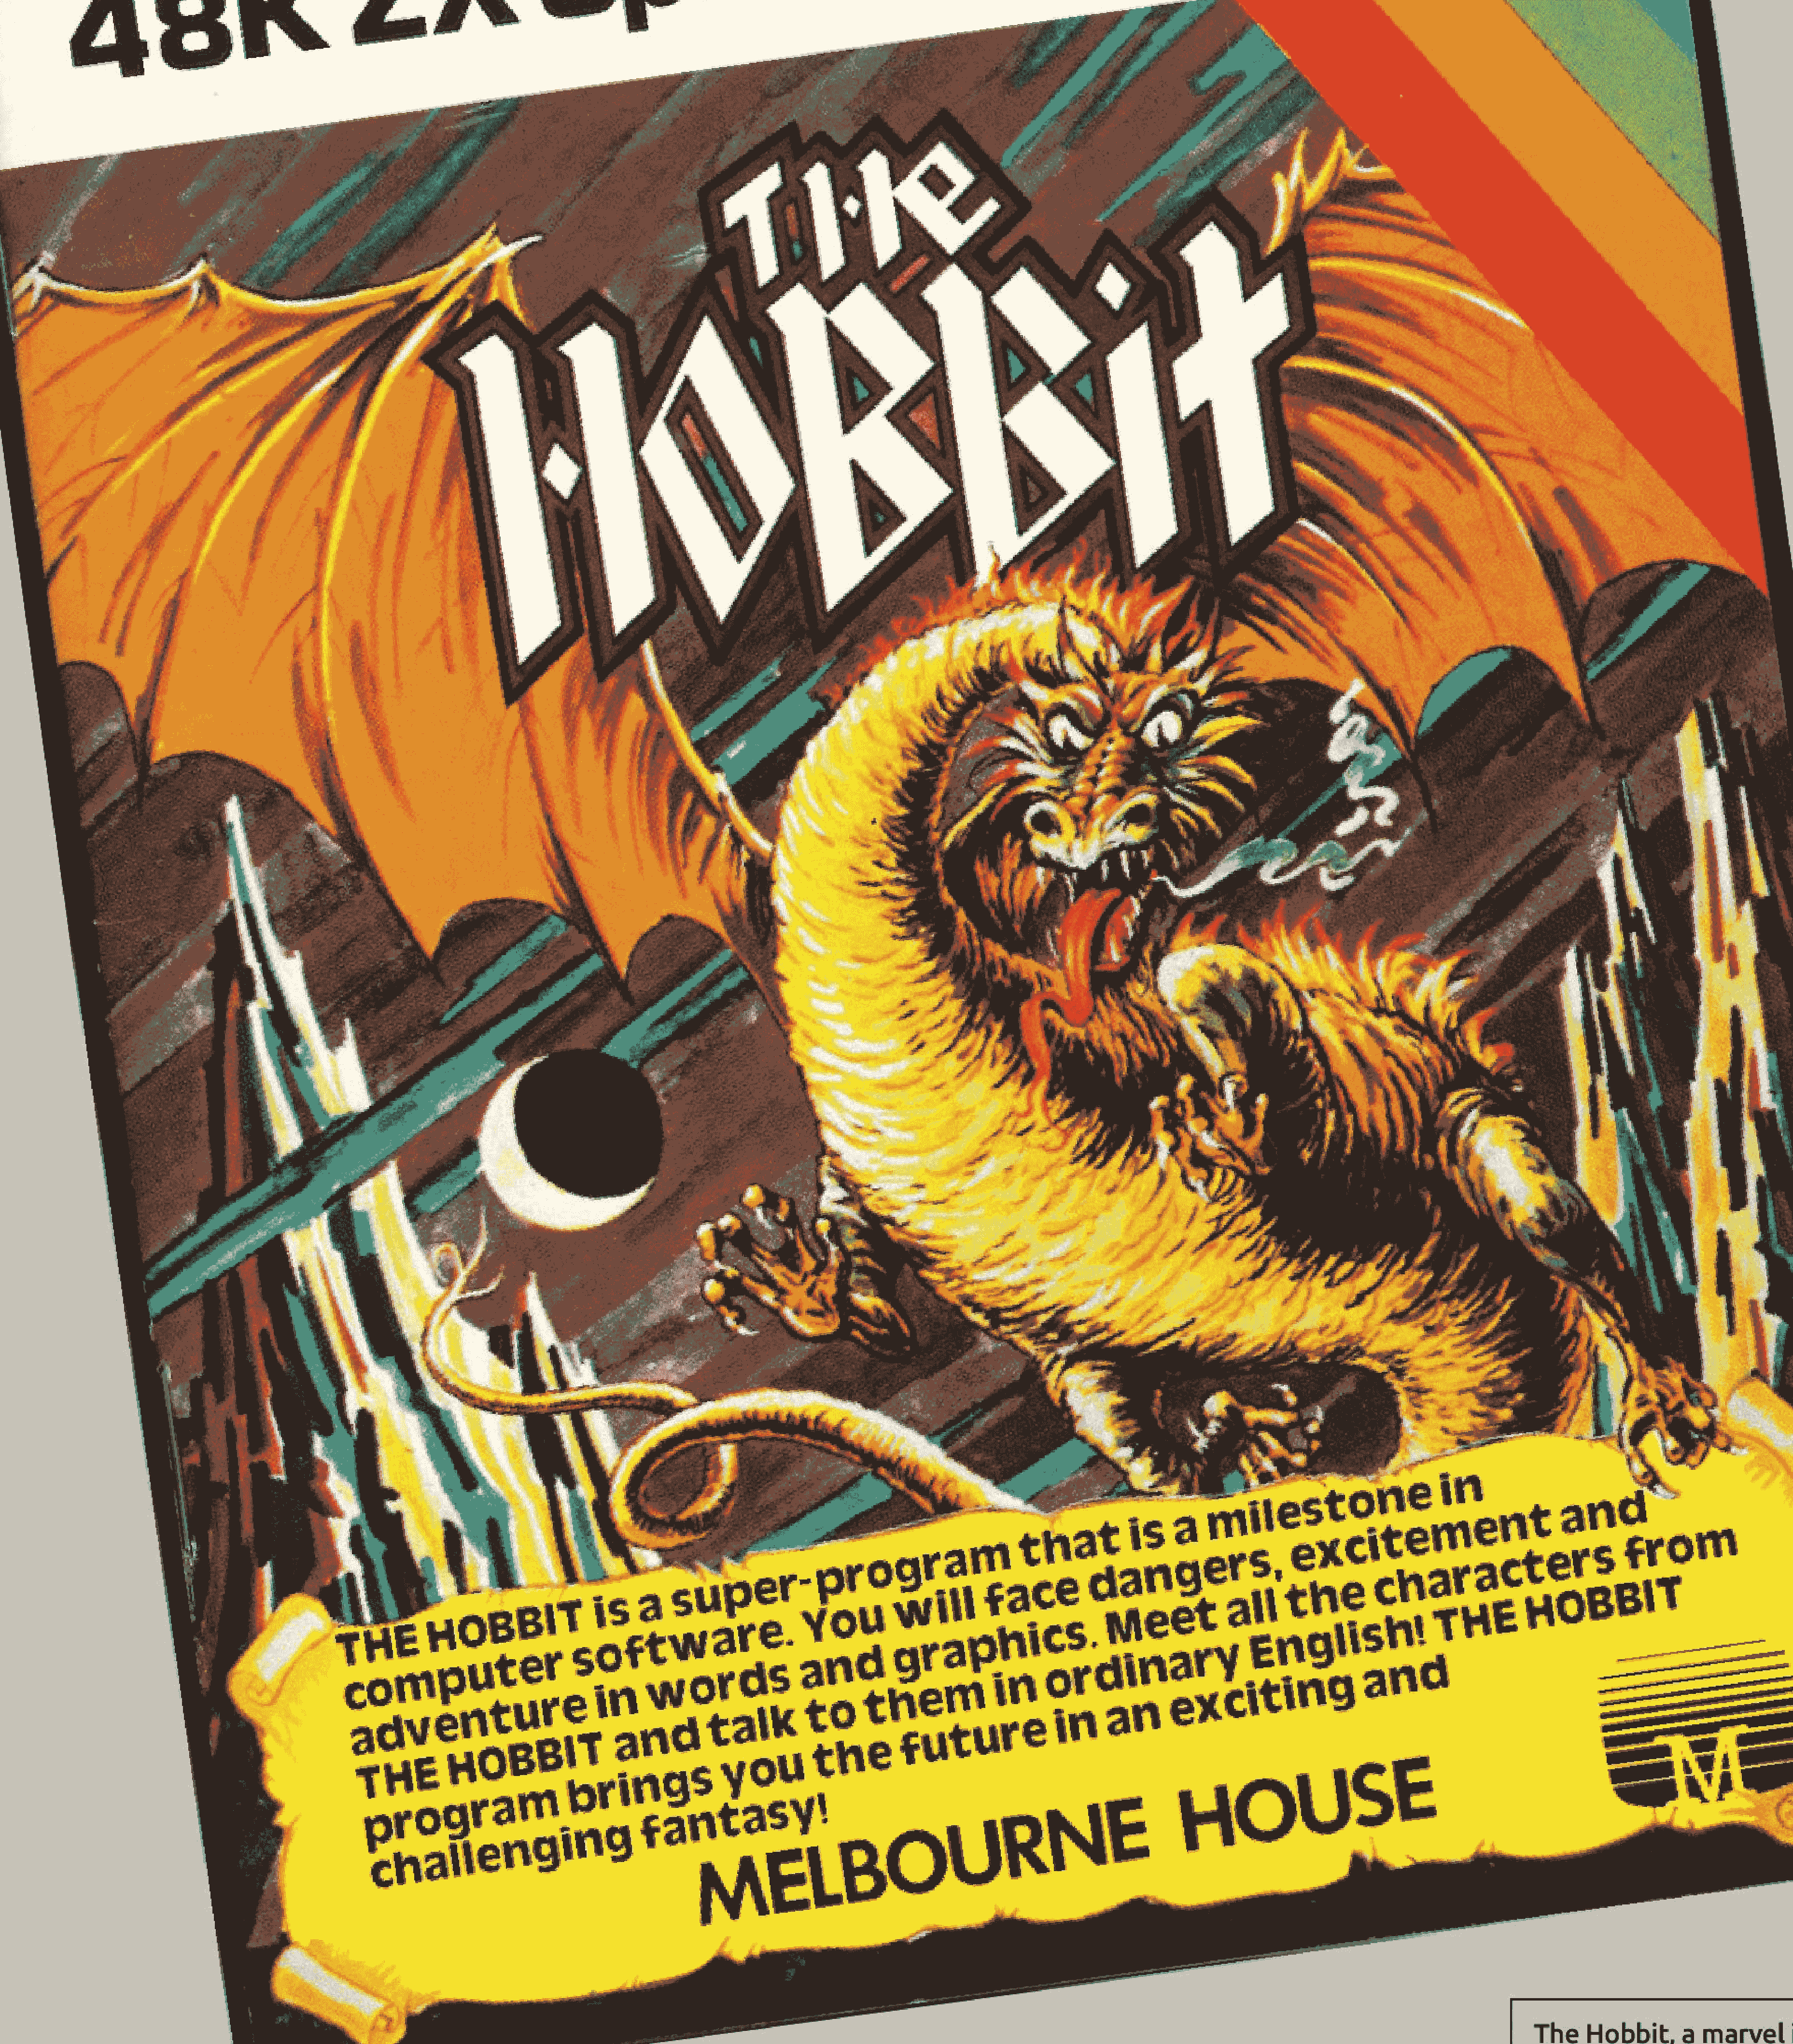 48K ZX
THE
HOBBIT
THE HOBBIT is a super-program that is a milestone in
computer software. You will face dangers, excitement and
adventure in words and graphics. Meet all the characters from
THE HOBBIT and talk to them in ordinary English! THE HOBBIT
program brings you the future in an exciting and
challenging fantasy!
M
MELBOURNE HOUSE
The Hobbit, a marvel